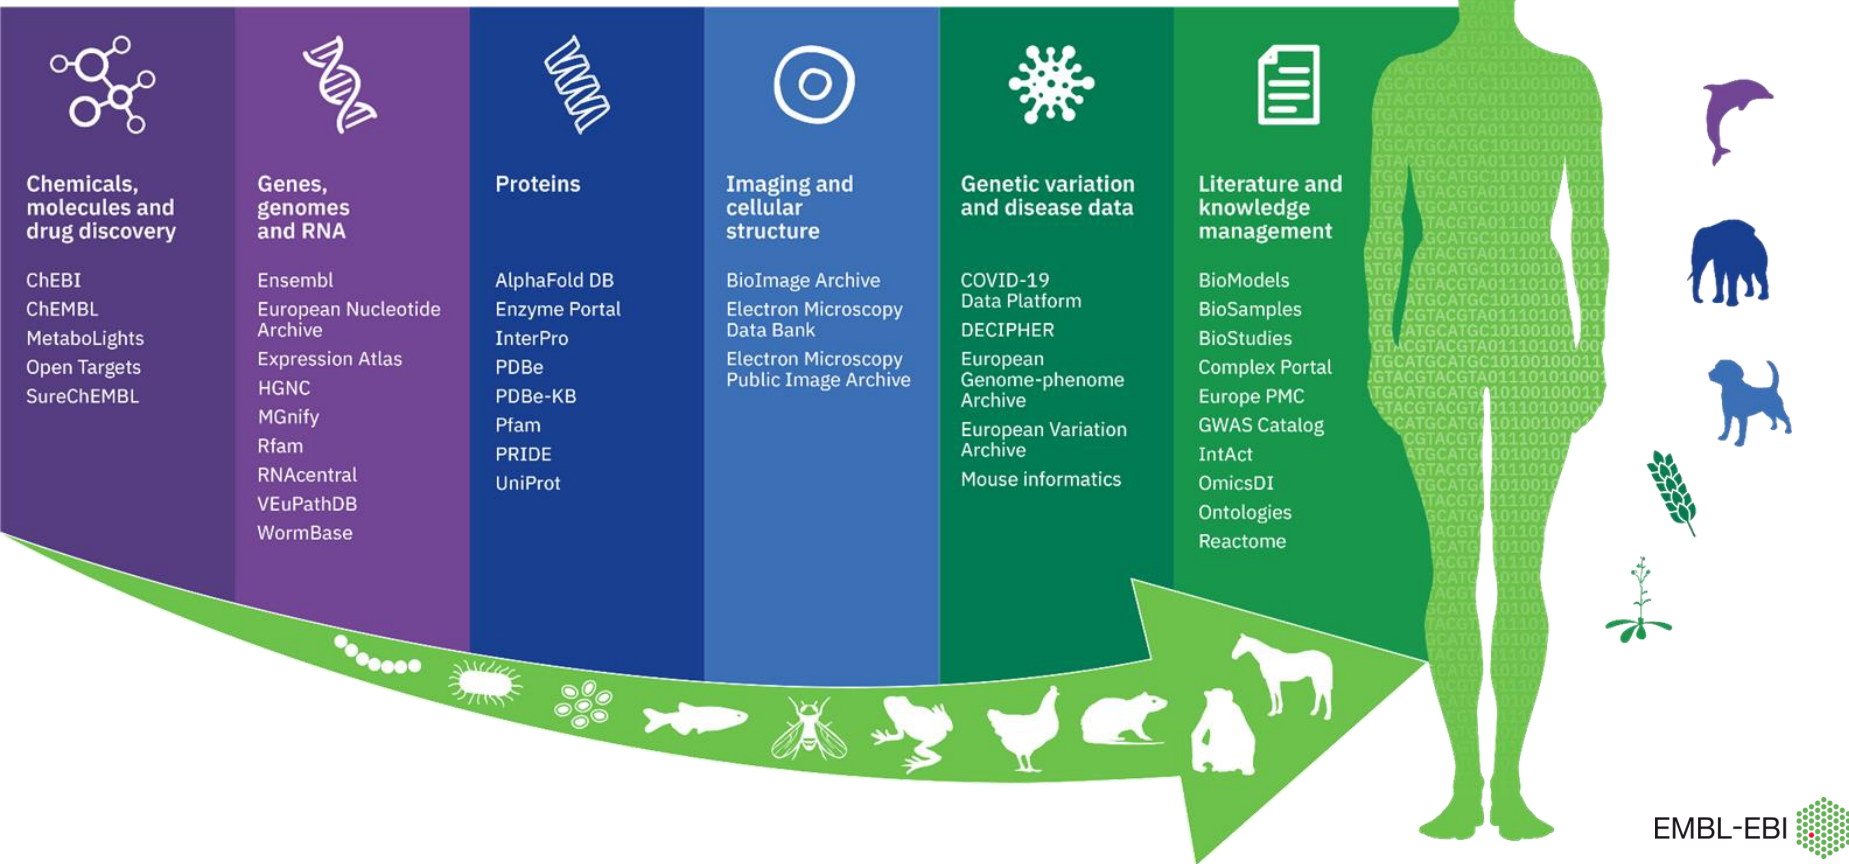 Chemicals,
molecules and
drug discovery
ChEBI
ChEMBL
MetaboLights
Open Targets
SureChEMBL
Genes,
genomes
and RNA
Ensembl
European Nucleotide
Archive
Expression Atlas
HGNC
MGnify
Rfam
RNAcentral
VEuPathDB
WormBase
Proteins
AlphaFold DB
Enzyme Portal
InterPro
PDBe
PDBe-KB
Pfam
PRIDE
UniProt
Imaging and
cellular
structure
BioImage Archive
Electron Microscopy
Data Bank
Electron Microscopy
Public Image Archive
Genetic variation
and disease data
COVID-19
Data Platform
DECIPHER
European
Genome-phenome
Archive
European Variation
Archive
Mouse informatics
Literature and
knowledge
management
BioModels
BioSamples
BioStudies
Complex Portal
Europe PMC
GWAS Catalog
IntAct
OmicsDI
Ontologies
Reactome
EMBL-EBI